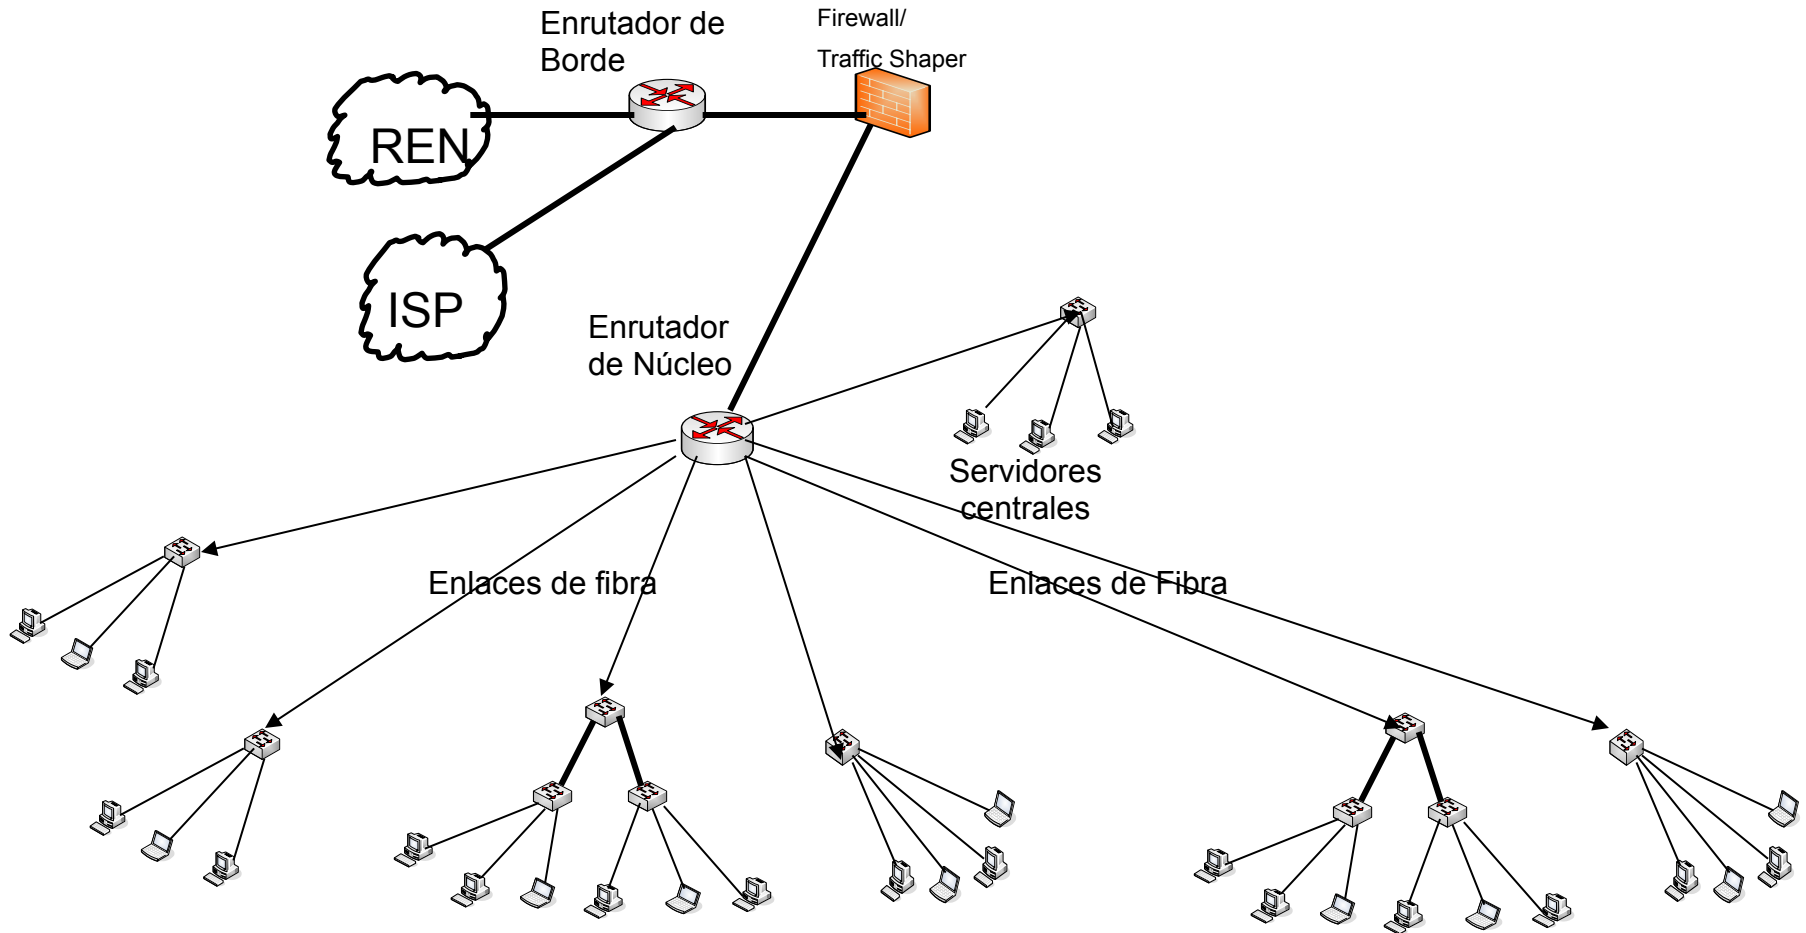 Enrutador de
Borde
Firewall/
Traffic Shaper
REN
ISP
Enrutador
de Núcleo
Servidores
centrales
Enlaces de fibra
Enlaces de Fibra